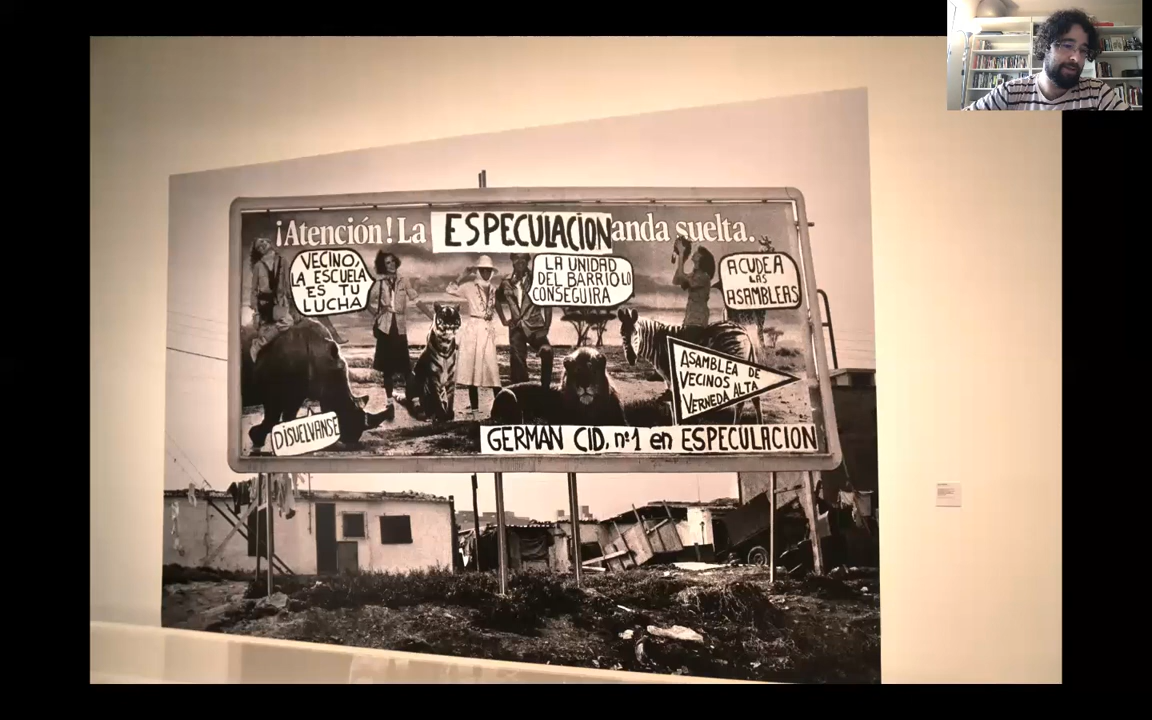 ¡Atención! La ESPECULACION anda suelta.
VECINO,
LA ESCUELA
ES TU
LUCHA
LA UNIDAD
DEL BARRIO LO
CONSEGUIRA
ACUDE A
LAS
ASAMBLEAS
ASAMBLEA DE
VECINOS ALTA
VERNEDA
DISUELVANSE
GERMAN CID, nº1 en ESPECULACION